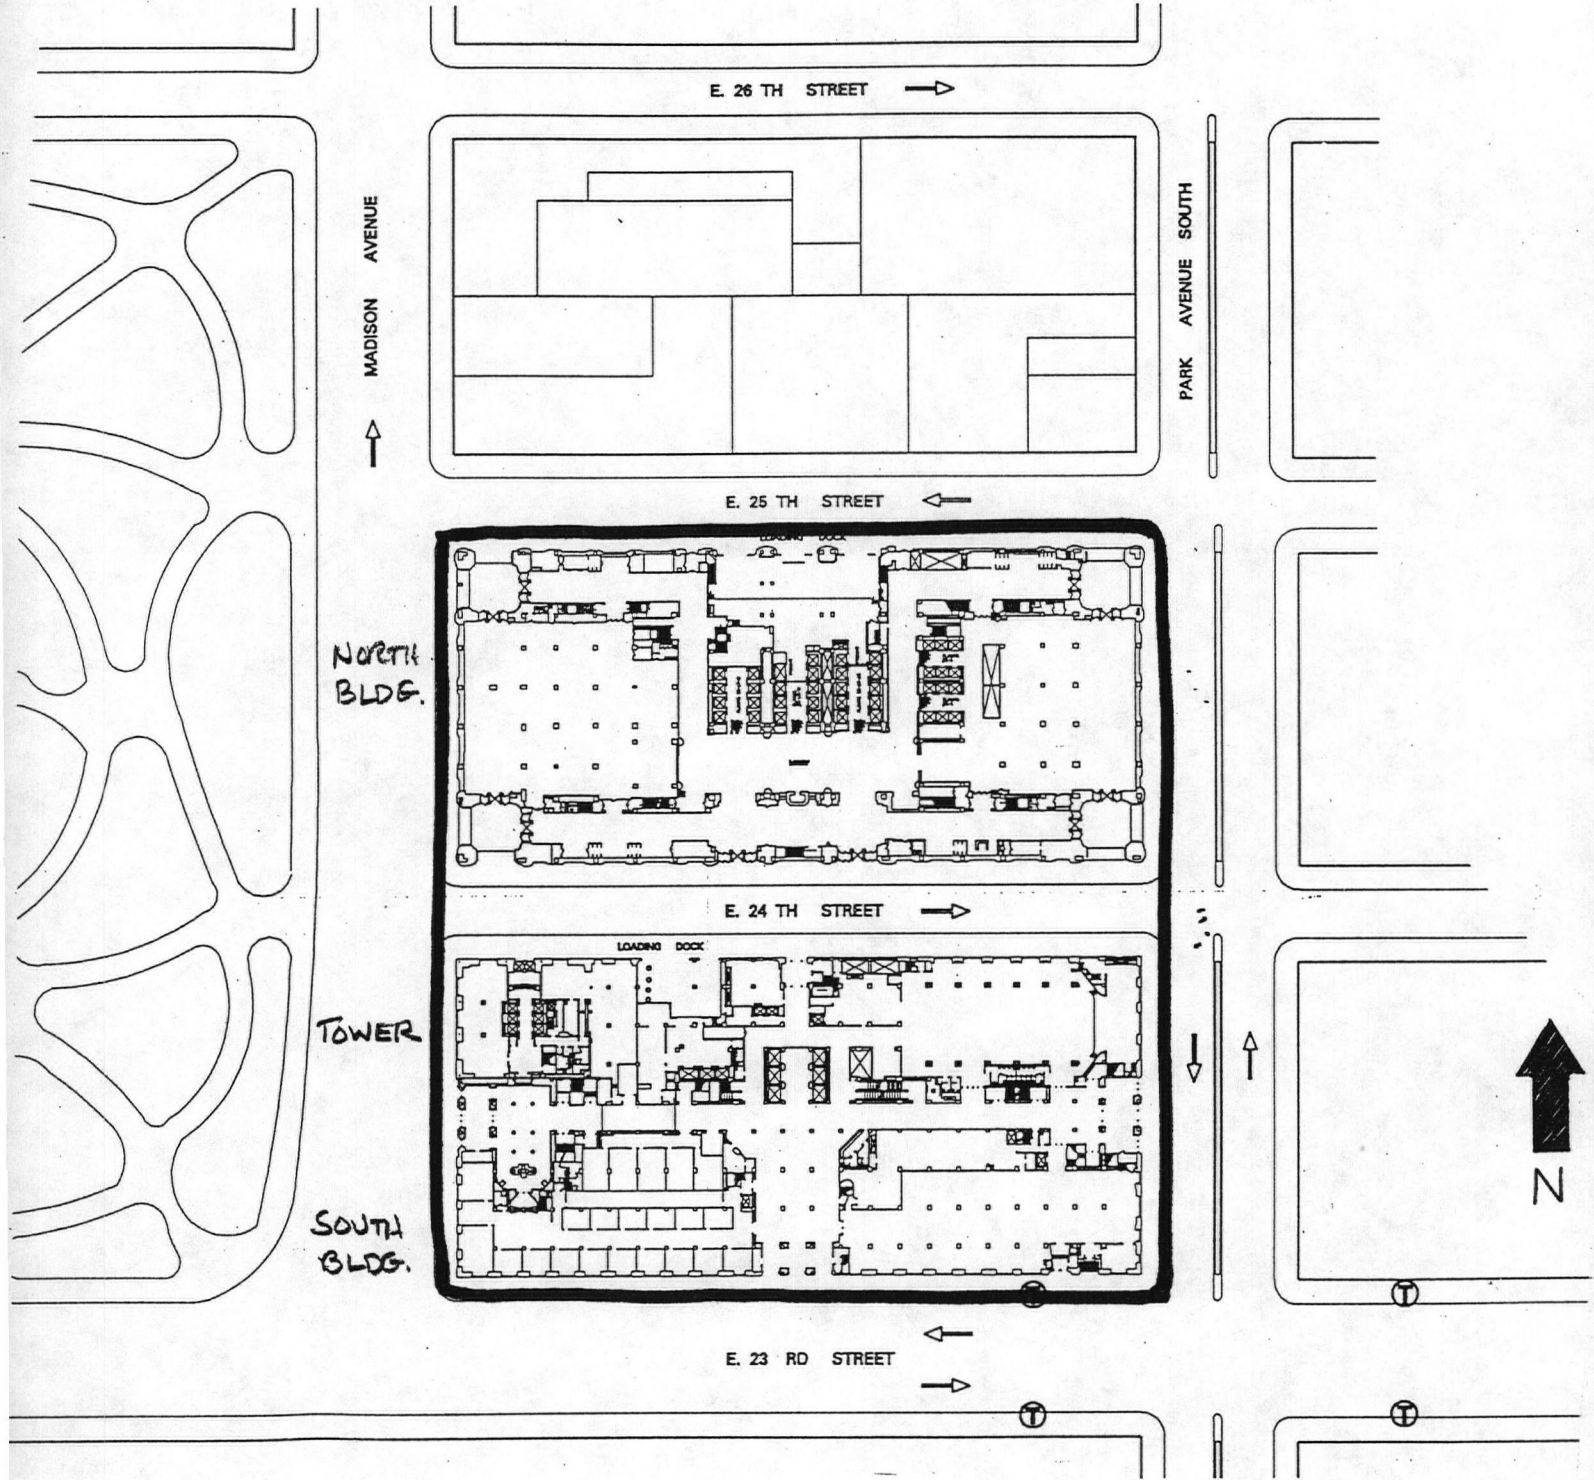 E. 26 TH STREET
MADISON AVENUE
PARK AVENUE SOUTH
E. 25 TH STREET
LOADING DOCK
NORTH
BLDG.
LOBBY
E. 24 TH STREET
LOADING DOCK
TOWER
SOUTH
BLDG.
N
T
T
E. 23 RD STREET
T
T